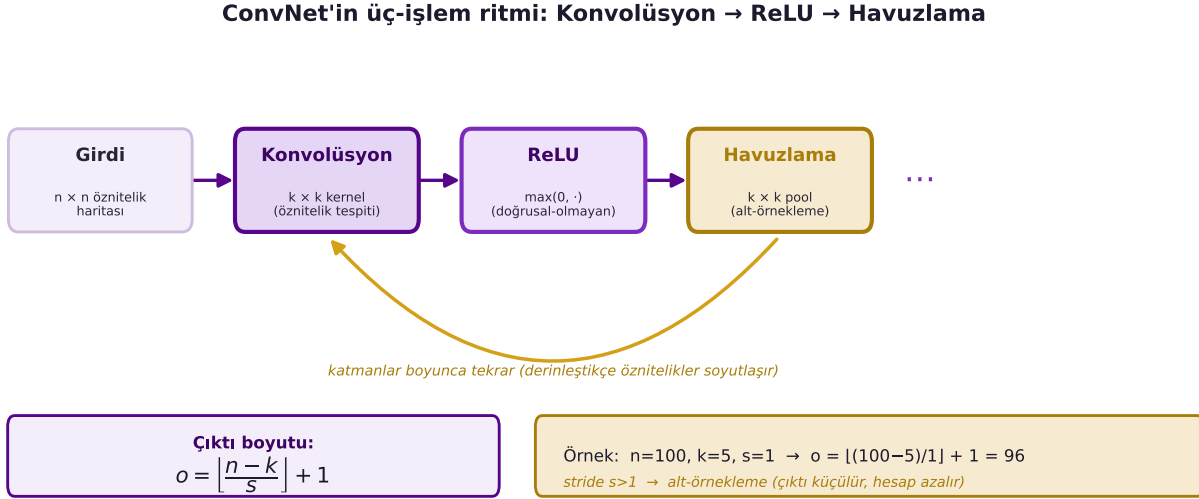 ConvNet'in üç-işlem ritmi: Konvolüsyon → ReLU → Havuzlama
Girdi
n × n öznitelik
haritası
Konvolüsyon
k × k kernel
(öznitelik tespiti)
ReLU
max(0, ·)
(doğrusal-olmayan)
Havuzlama
k × k pool
(alt-örnekleme)
...
katmanlar boyunca tekrar (derinleştikçe öznitelikler soyutlaşır)
Çıktı boyutu:
o = ⌊(n − k)/s⌋ + 1
Örnek: n=100, k=5, s=1 → o = ⌊(100−5)/1⌋ + 1 = 96
stride s>1 → alt-örnekleme (çıktı küçülür, hesap azalır)